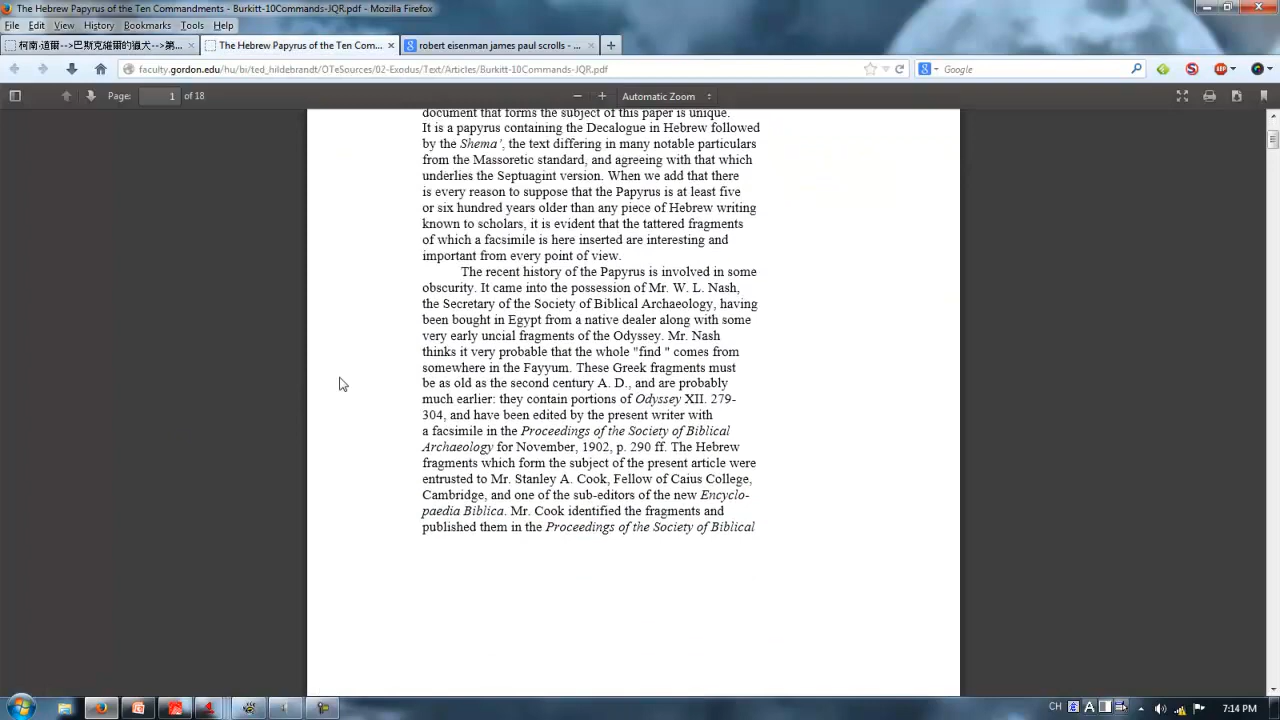 The Hebrew Papyrus of the Ten Commandments - Burkitt-10Commands-JQR.pdf - Mozilla Firefox
File Edit View History Bookmarks Tools Help
柯南·道爾-->巴斯克維爾的獵犬-->第...
The Hebrew Papyrus of the Ten Com...
robert eisenman james paul scrolls - ...
faculty.gordon.edu/hu/bi/ted_hildebrandt/OTeSources/02-Exodus/Text/Articles/Burkitt-10Commands-JQR.pdf
Google
Page: 1 of 18
Automatic Zoom
document that forms the subject of this paper is unique.
It is a papyrus containing the Decalogue in Hebrew followed
by the Shema', the text differing in many notable particulars
from the Massoretic standard, and agreeing with that which
underlies the Septuagint version. When we add that there
is every reason to suppose that the Papyrus is at least five
or six hundred years older than any piece of Hebrew writing
known to scholars, it is evident that the tattered fragments
of which a facsimile is here inserted are interesting and
important from every point of view.
The recent history of the Papyrus is involved in some
obscurity. It came into the possession of Mr. W. L. Nash,
the Secretary of the Society of Biblical Archaeology, having
been bought in Egypt from a native dealer along with some
very early uncial fragments of the Odyssey. Mr. Nash
thinks it very probable that the whole "find " comes from
somewhere in the Fayyum. These Greek fragments must
be as old as the second century A. D., and are probably
much earlier: they contain portions of Odyssey XII. 279-
304, and have been edited by the present writer with
a facsimile in the Proceedings of the Society of Biblical
Archaeology for November, 1902, p. 290 ff. The Hebrew
fragments which form the subject of the present article were
entrusted to Mr. Stanley A. Cook, Fellow of Caius College,
Cambridge, and one of the sub-editors of the new Encyclo-
paedia Biblica. Mr. Cook identified the fragments and
published them in the Proceedings of the Society of Biblical
CH
7:14 PM